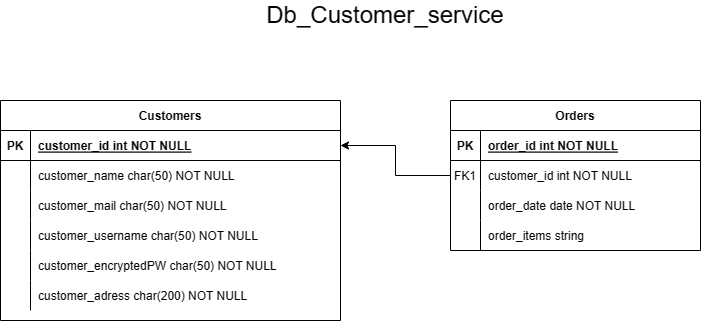 Db_Customer_service
Customers
PK customer_id int NOT NULL
customer_name char(50) NOT NULL
customer_mail char(50) NOT NULL
customer_username char(50) NOT NULL
customer_encryptedPW char(50) NOT NULL
customer_adress char(200) NOT NULL
Orders
PK order_id int NOT NULL
FK1 customer_id int NOT NULL
order_date date NOT NULL
order_items string